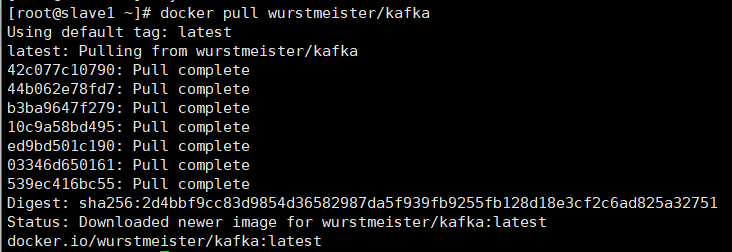 [root@slave1 ~]# docker pull wurstmeister/kafka
Using default tag: latest
latest: Pulling from wurstmeister/kafka
42c077c10790: Pull complete
44b062e78fd7: Pull complete
b3ba9647f279: Pull complete
10c9a58bd495: Pull complete
ed9bd501c190: Pull complete
03346d650161: Pull complete
539ec416bc55: Pull complete
Digest: sha256:2d4bbf9cc83d9854d36582987da5f939fb9255fb128d18e3cf2c6ad825a32751
Status: Downloaded newer image for wurstmeister/kafka:latest
docker.io/wurstmeister/kafka:latest